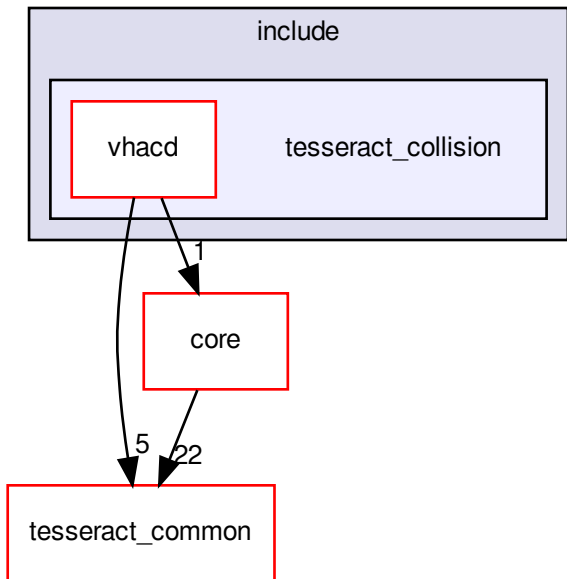 include
vhacd
tesseract_collision
1
core
5
22
tesseract_common